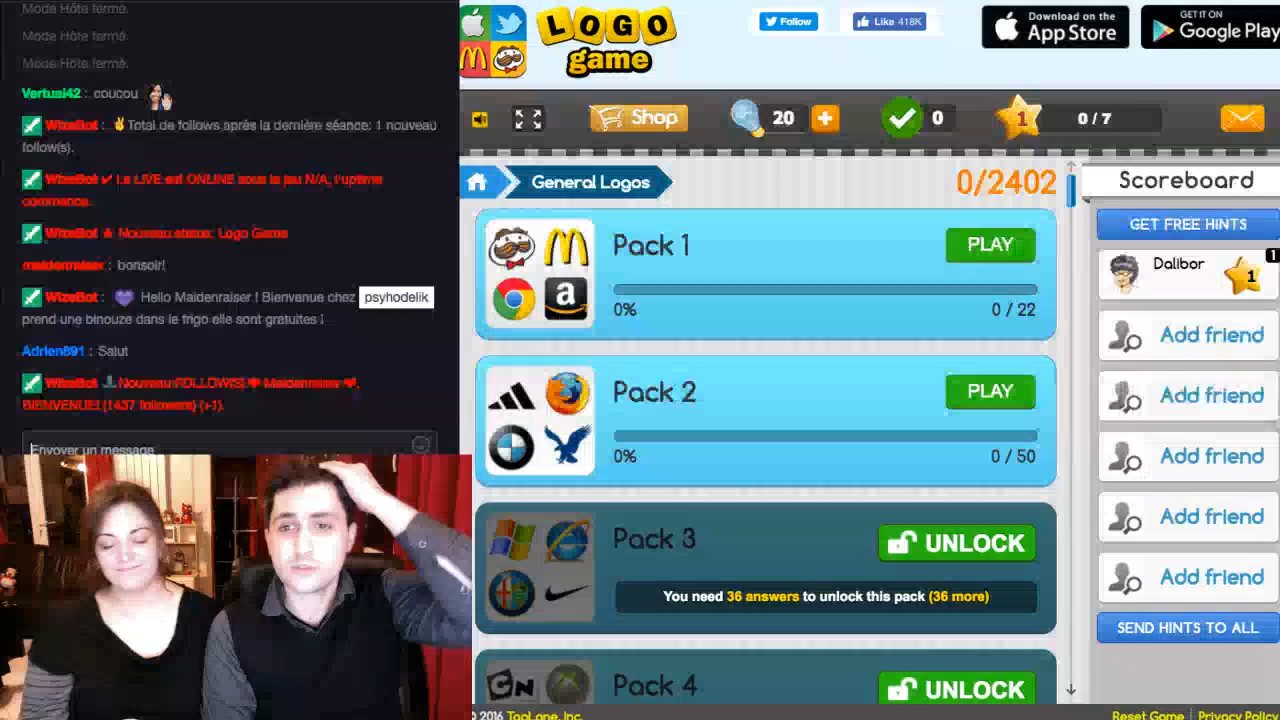 Mode Hôte fermé.
Mode Hôte fermé.
Mode Hôte fermé.
Vertual42 : coucou
WizeBot : Total de follows après la dernière séance: 1 nouveau
follow(s).
WizeBot Le LIVE est ONLINE sous le jeu N/A, l'uptime
commence.
WizeBot Nouveau status: Logo Game
maidenraiser : bonsoir!
WizeBot : Hello Maidenraiser ! Bienvenue chez psyhodelik
prend une binouze dans le frigo elle sont gratuites !
Adrien891 : Salut
WizeBot Nouveau FOLLOW(S) Maidenraiser ,
BIENVENUE! (1437 followers) (+1).
Envoyer un message
LOGO
game
Follow
Like 418K
Download on the
App Store
GET IT ON
Google Play
Shop
20
0
1
0 / 7
General Logos
0/2402
Pack 1
PLAY
a
0%
0 / 22
Pack 2
PLAY
0%
0 / 50
Pack 3
UNLOCK
You need 36 answers to unlock this pack (36 more)
Pack 4
CN
UNLOCK
Scoreboard
GET FREE HINTS
Dalibor
1
1
Add friend
Add friend
Add friend
Add friend
Add friend
SEND HINTS TO ALL
© 2016 TapLane, Inc.
Reset Game | Privacy Policy